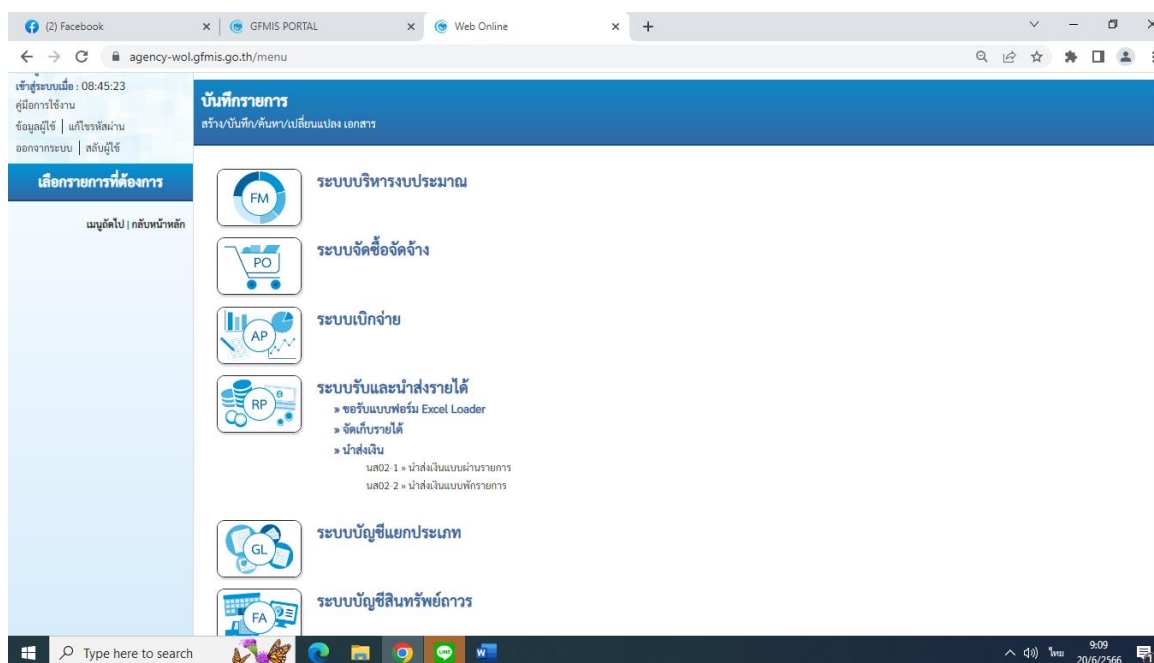 (2) Facebook
GFMIS PORTAL
Web Online
agency-wol.gfmis.go.th/menu
เข้าสู่ระบบเมื่อ : 08:45:23
คู่มือการใช้งาน
ข้อมูลผู้ใช้ | แก้ไขรหัสผ่าน
ออกจากระบบ | สลับผู้ใช้
เลือกรายการที่ต้องการ
เมนูถัดไป | กลับหน้าหลัก
บันทึกรายการ
สร้าง/บันทึก/ค้นหา/เปลี่ยนแปลง เอกสาร
FM
ระบบบริหารงบประมาณ
PO
ระบบจัดซื้อจัดจ้าง
AP
ระบบเบิกจ่าย
RP
ระบบรับและนำส่งรายได้
» ขอรับแบบฟอร์ม Excel Loader
» จัดเก็บรายได้
» นำส่งเงิน
นส02-1 » นำส่งเงินแบบผ่านรายการ
นส02-2 » นำส่งเงินแบบพักรายการ
GL
ระบบบัญชีแยกประเภท
FA
ระบบบัญชีสินทรัพย์ถาวร
Type here to search
ไทย
9:09
20/6/2566